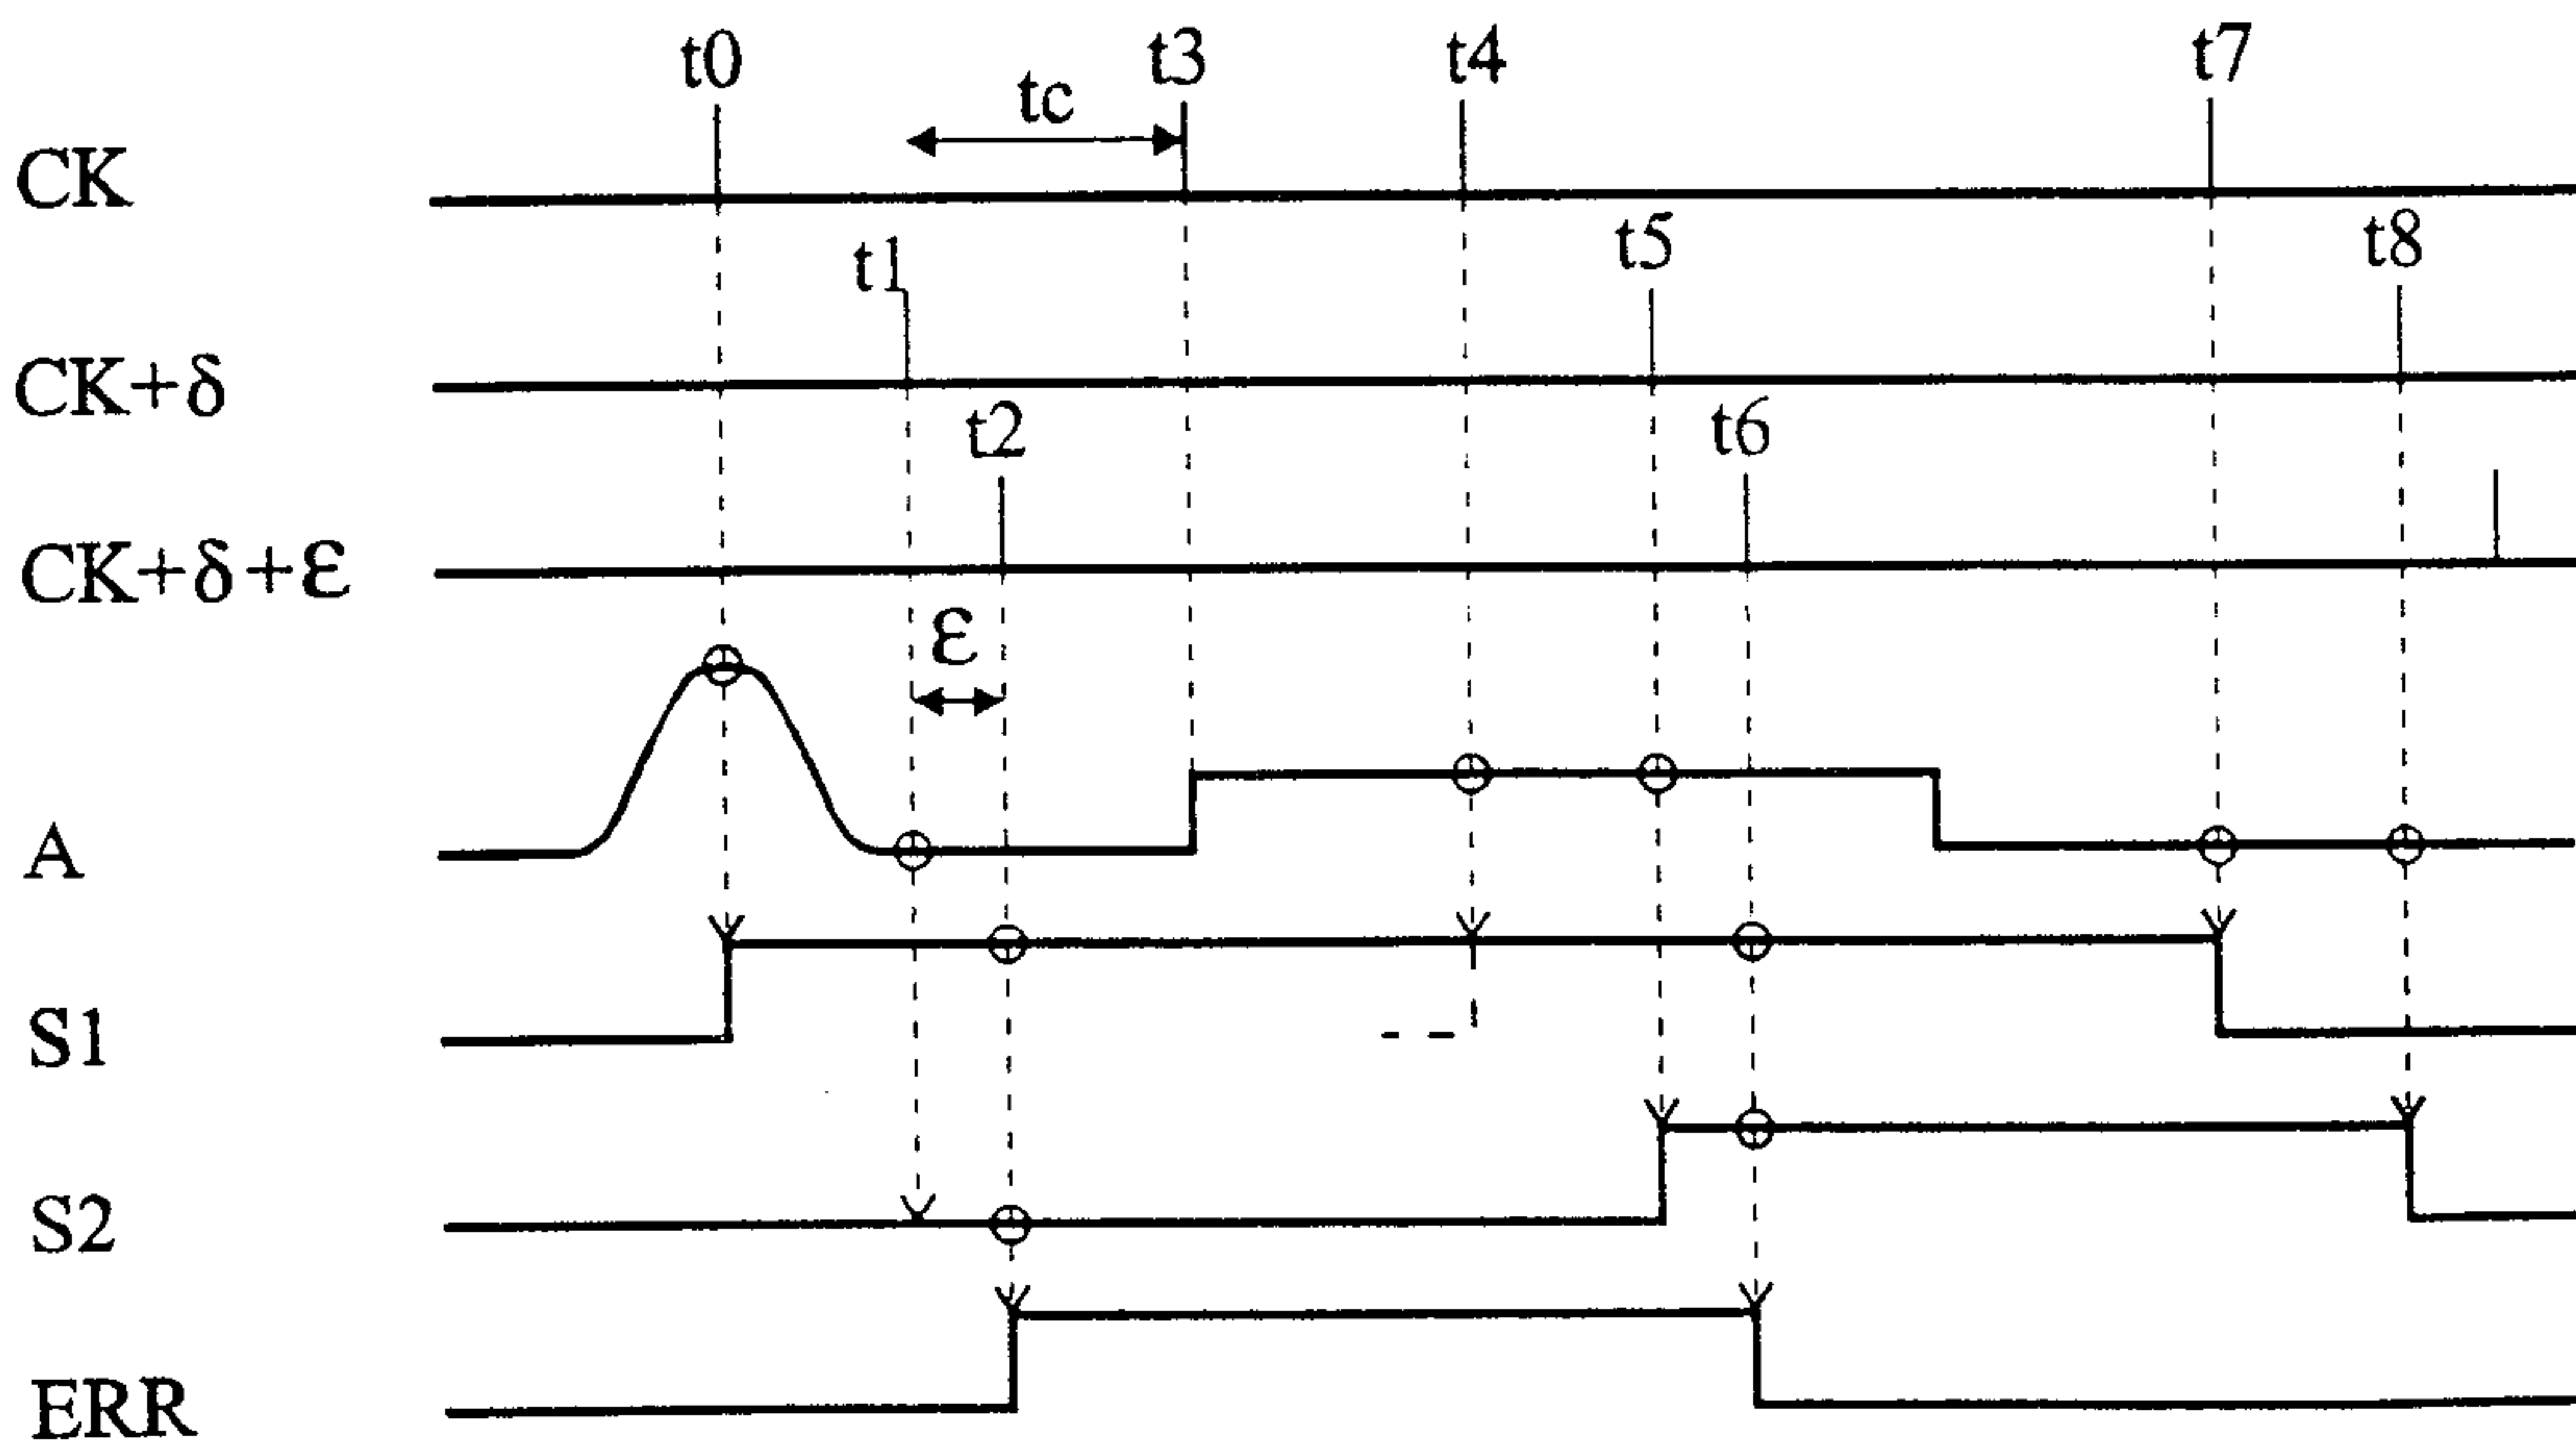 t0 t3 t4 t7
tc
CK
t1 t5 t8
CK+δ
t2 t6
CK+δ+ε
ε
A
S1
S2
ERR